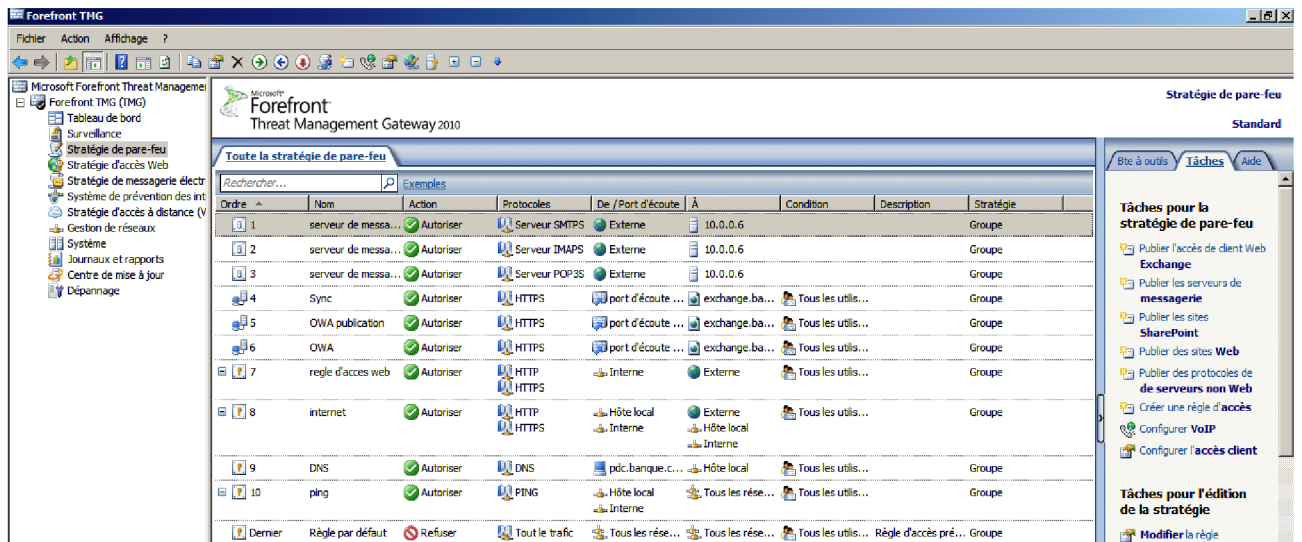 Forefront TMG
Fichier Action Affichage ?
Microsoft Forefront Threat Managemei
Forefront TMG (TMG)
Tableau de bord
Surveillance
Stratégie de pare-feu
Stratégie d'accès Web
Stratégie de messagerie électr
Système de prévention des int
Stratégie d'accès à distance (V
Gestion de réseaux
Système
Journaux et rapports
Centre de mise à jour
Dépannage
Microsoft
Forefront
Threat Management Gateway 2010
Stratégie de pare-feu
Standard
Toute la stratégie de pare-feu
Rechercher... Exemples
Ordre Nom Action Protocoles De / Port d'écoute À Condition Description Stratégie
1 serveur de messa... Autoriser Serveur SMTPS Externe 10.0.0.6 Groupe
2 serveur de messa... Autoriser Serveur IMAPS Externe 10.0.0.6 Groupe
3 serveur de messa... Autoriser Serveur POP3S Externe 10.0.0.6 Groupe
4 Sync Autoriser HTTPS port d'écoute ... exchange.ba... Tous les utilis... Groupe
5 OWA publication Autoriser HTTPS port d'écoute ... exchange.ba... Tous les utilis... Groupe
6 OWA Autoriser HTTPS port d'écoute ... exchange.ba... Tous les utilis... Groupe
7 regle d'acces web Autoriser HTTP Interne Externe Tous les utilis... Groupe
HTTPS
8 internet Autoriser HTTP Hôte local Externe Tous les utilis... Groupe
HTTPS Interne Hôte local
Interne
9 DNS Autoriser DNS pdc.banque.c... Hôte local Tous les utilis... Groupe
10 ping Autoriser PING Hôte local Tous les rése... Tous les utilis... Groupe
Interne
Dernier Règle par défaut Refuser Tout le trafic Tous les rése... Tous les rése... Tous les utilis... Règle d'accès pré... Groupe
Bte à outils Tâches Aide
Tâches pour la
stratégie de pare-feu
Publier l'accès de client Web
Exchange
Publier les serveurs de
messagerie
Publier les sites
SharePoint
Publier des sites Web
Publier des protocoles de
de serveurs non Web
Créer une règle d'accès
Configurer VoIP
Configurer l'accès client
Tâches pour l'édition
de la stratégie
Modifier la règle